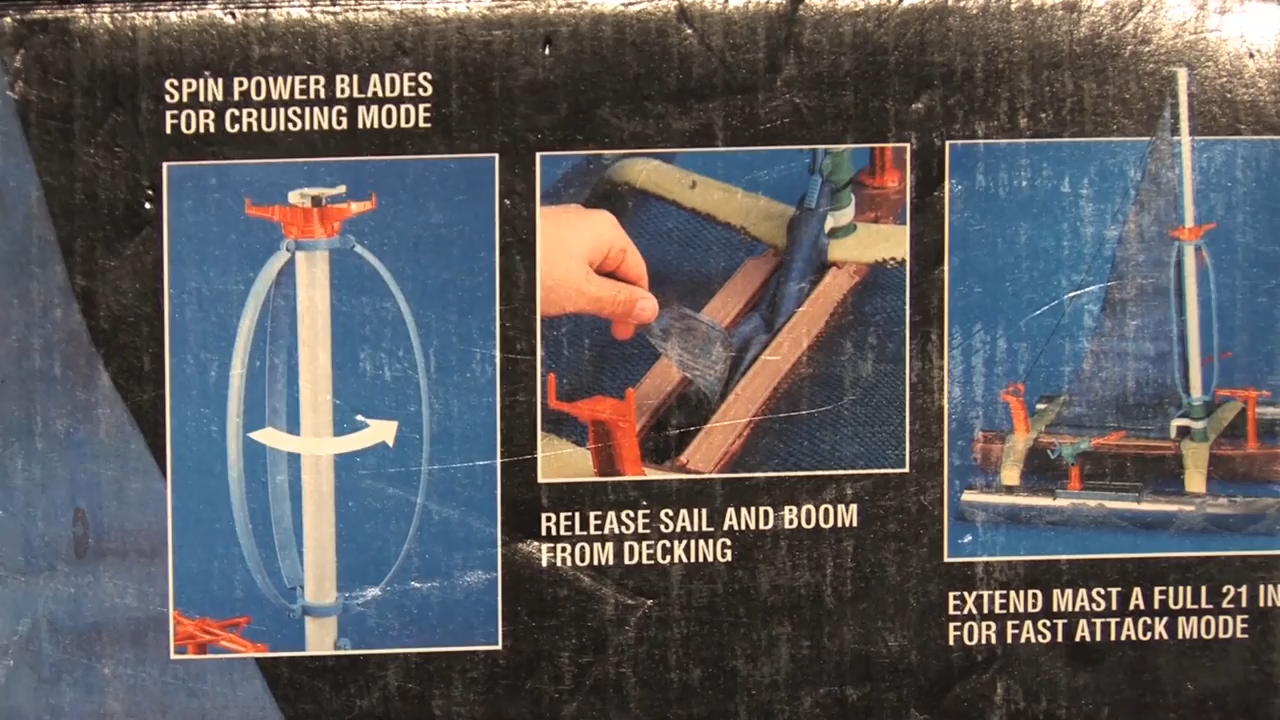 SPIN POWER BLADES
FOR CRUISING MODE
RELEASE SAIL AND BOOM
FROM DECKING
EXTEND MAST A FULL 21 IN
FOR FAST ATTACK MODE